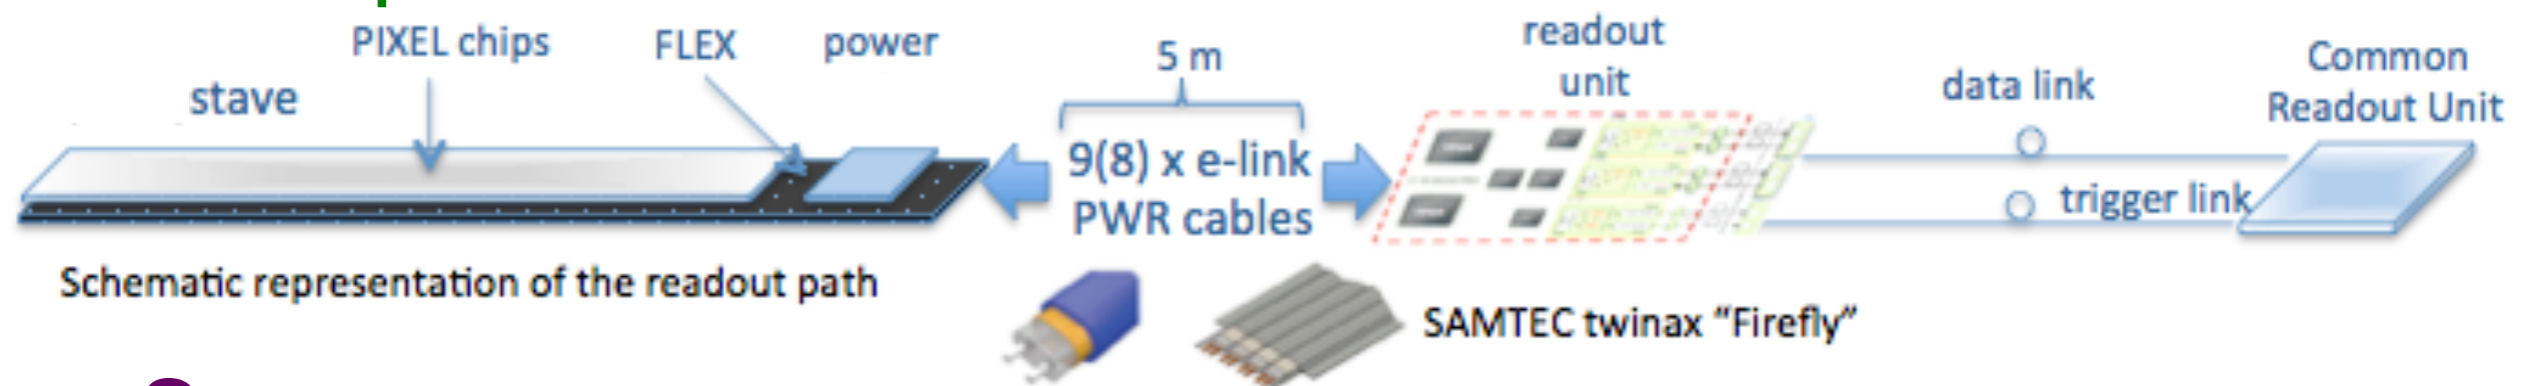 PIXEL chips
FLEX
power
stave
5 m
9(8) x e-link
PWR cables
readout
unit
data link
trigger link
Common
Readout Unit
Schematic representation of the readout path
SAMTEC twinax “Firefly”